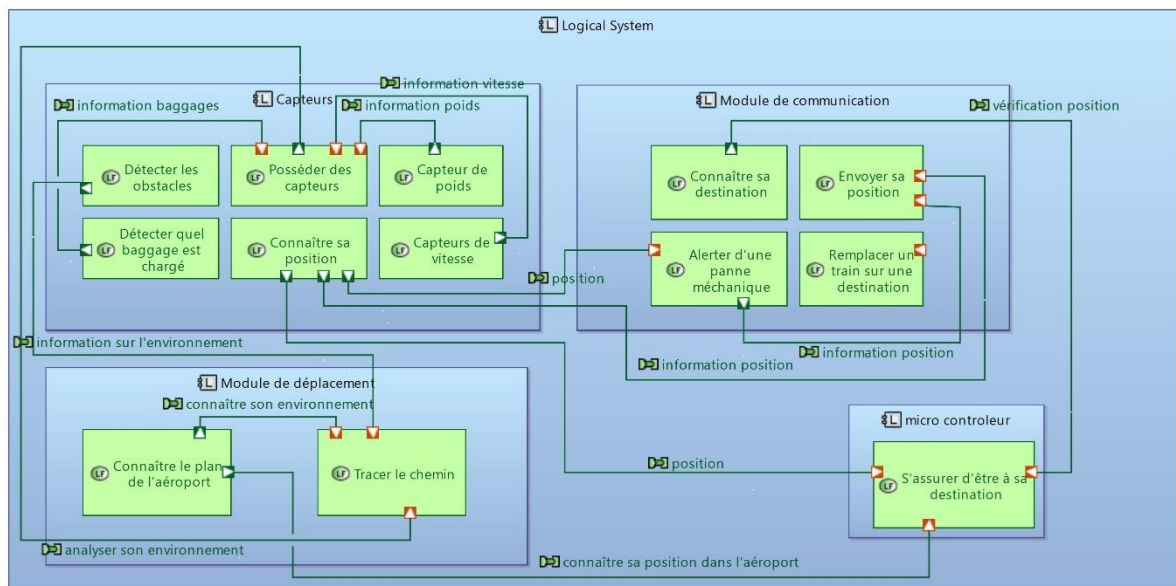 Logical System
information vitesse
information baggages
Capteurs
information poids
Module de communication
vérification position
Détecter les
obstacles
Posséder des
capteurs
Capteur de
poids
Connaître sa
destination
Envoyer sa
position
Détecter quel
baggage est
chargé
Connaître sa
position
Capteurs de
vitesse
Alerter d'une
panne
méchanique
Remplacer un
train sur une
destination
position
information sur l'environnement
information position
information position
Module de déplacement
connaître son environnement
micro controleur
Connaître le plan
de l'aéroport
Tracer le chemin
position
S'assurer d'être à sa
destination
analyser son environnement
connaître sa position dans l'aéroport